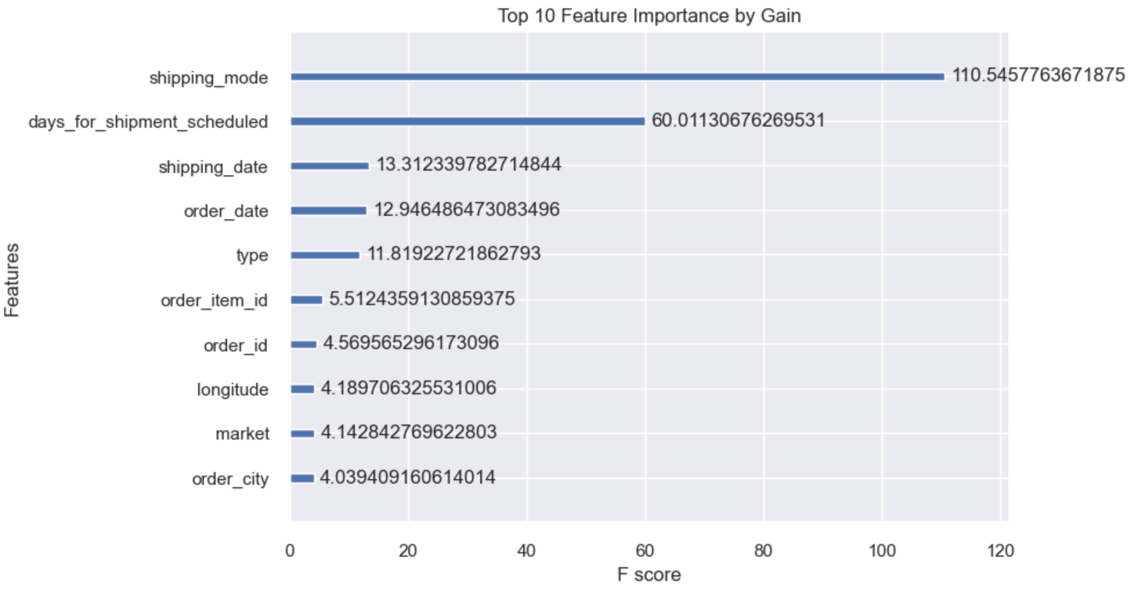 Top 10 Feature Importance by Gain
Features
shipping_mode 110.5457763671875
days_for_shipment_scheduled 60.01130676269531
shipping_date 13.312339782714844
order_date 12.946486473083496
type 11.81922721862793
order_item_id 5.5124359130859375
order_id 4.569565296173096
longitude 4.189706325531006
market 4.142842769622803
order_city 4.039409160614014
0 20 40 60 80 100 120
F score